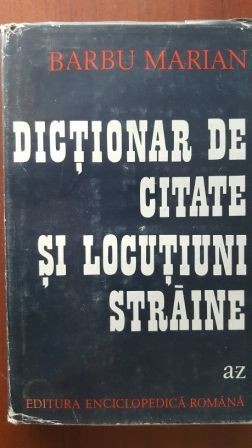 BARBU MARIAN
DICȚIONAR DE
CITATE
ȘI LOCUȚIUNI
STRĂINE
az
EDITURA ENCICLOPEDICĂ ROMÂNĂ